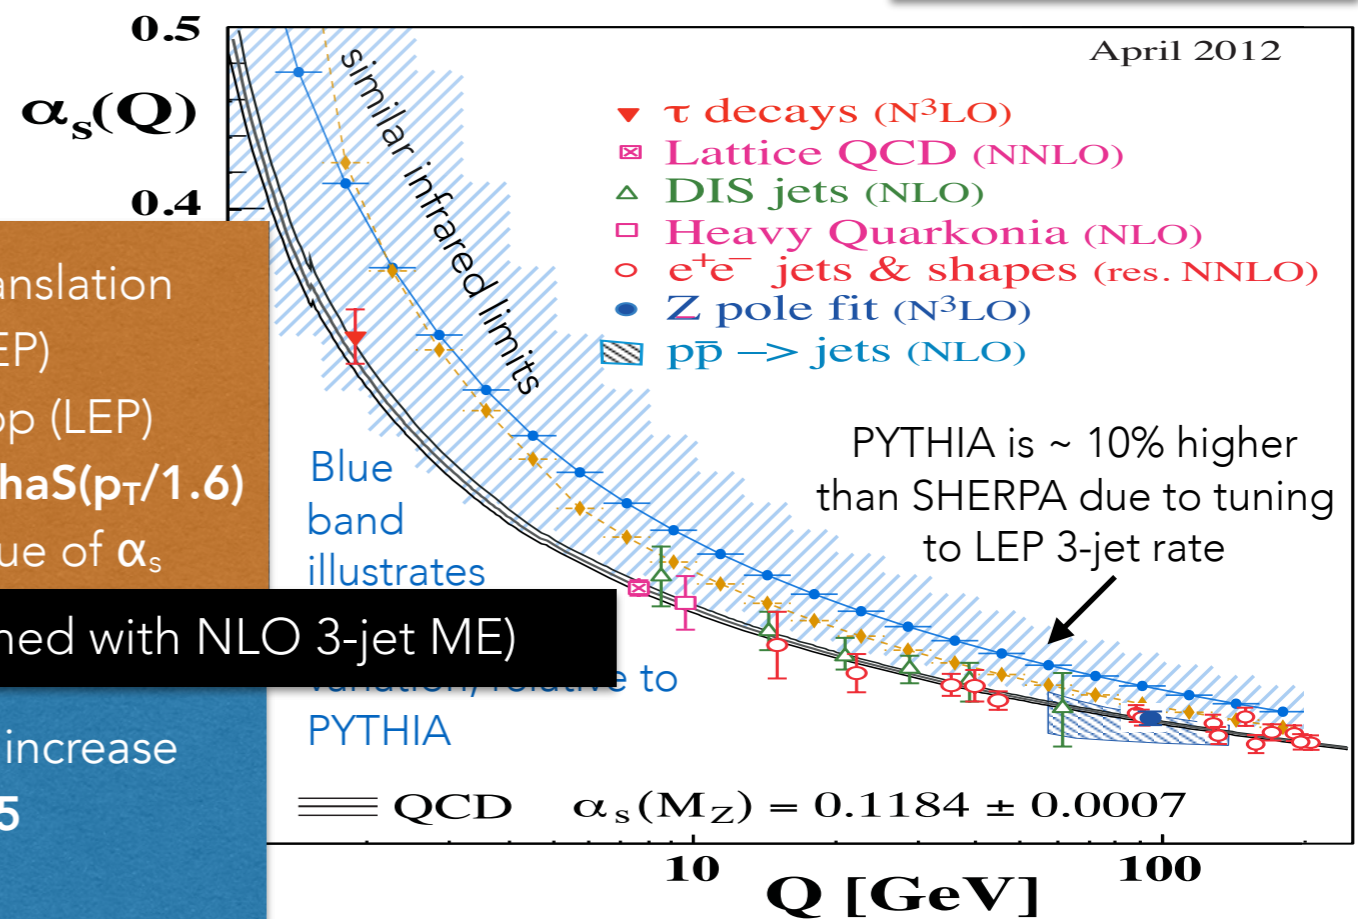 0.5
April 2012
αs(Q)
similar infrared limits
τ decays (N³LO)
Lattice QCD (NNLO)
DIS jets (NLO)
Heavy Quarkonia (NLO)
e⁺e⁻ jets & shapes (res. NNLO)
Z pole fit (N³LO)
pp̄ —> jets (NLO)
0.4
anslation
EP)
op (LEP)
haS(pT/1.6)
ue of αs
ned with NLO 3-jet ME)
increase
5
PYTHIA is ~ 10% higher
than SHERPA due to tuning
to LEP 3-jet rate
Blue
band
illustrates
variation, relative to
PYTHIA
QCD αs(MZ) = 0.1184 ± 0.0007
10
100
Q [GeV]